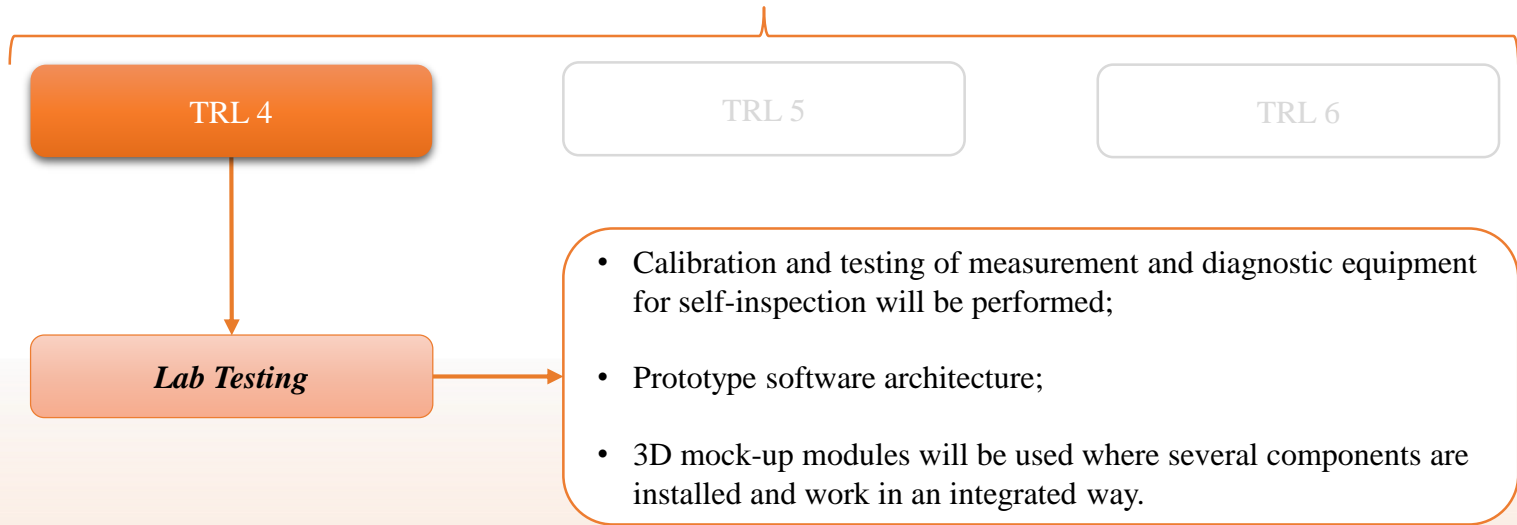 TRL 4
TRL 5
TRL 6
Lab Testing
• Calibration and testing of measurement and diagnostic equipment
for self-inspection will be performed;
• Prototype software architecture;
• 3D mock-up modules will be used where several components are
installed and work in an integrated way.